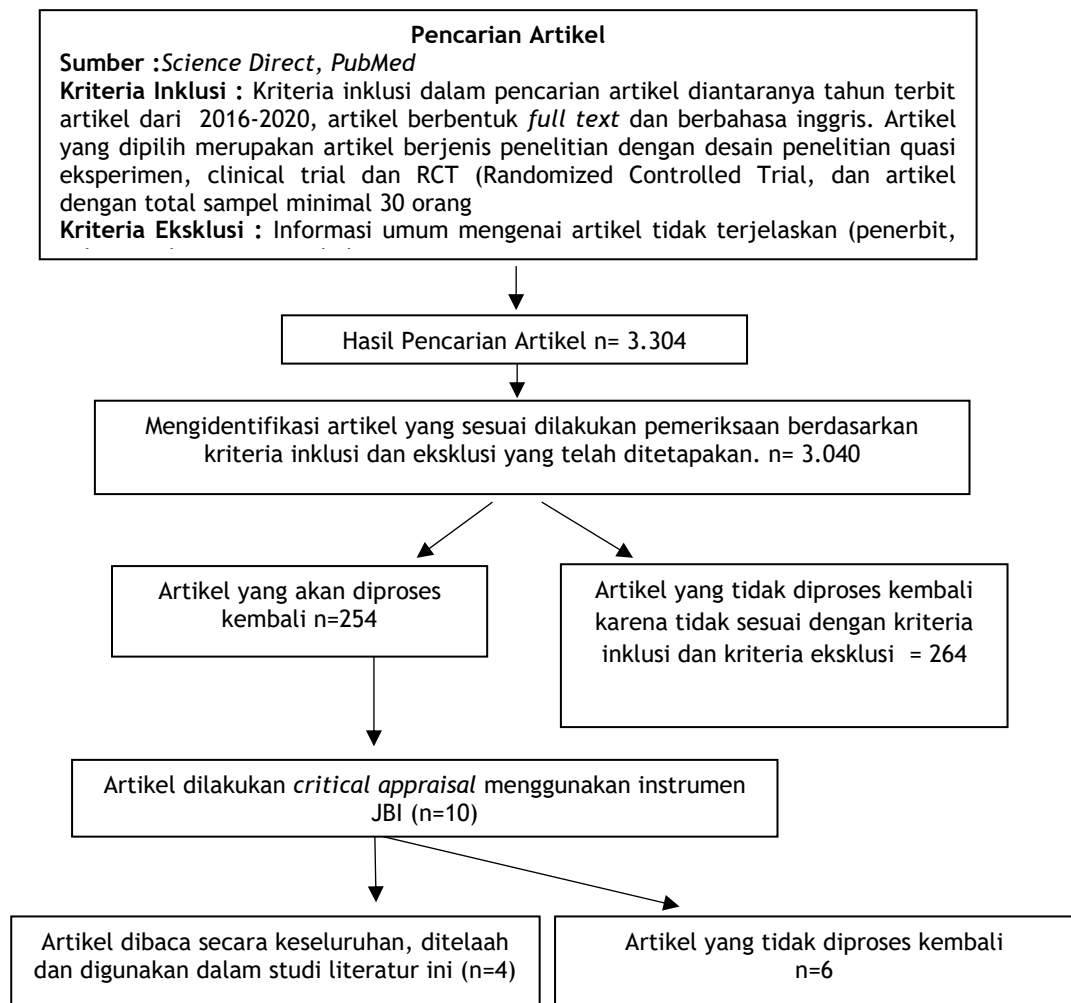 Pencarian Artikel
Sumber :Science Direct, PubMed
Kriteria Inklusi : Kriteria inklusi dalam pencarian artikel diantaranya tahun terbit
artikel dari 2016-2020, artikel berbentuk full text dan berbahasa inggris. Artikel
yang dipilih merupakan artikel berjenis penelitian dengan desain penelitian quasi
eksperimen, clinical trial dan RCT (Randomized Controlled Trial, dan artikel
dengan total sampel minimal 30 orang
Kriteria Eksklusi : Informasi umum mengenai artikel tidak terjelaskan (penerbit,
Hasil Pencarian Artikel n= 3.304
Mengidentifikasi artikel yang sesuai dilakukan pemeriksaan berdasarkan
kriteria inklusi dan eksklusi yang telah ditetapakan. n= 3.040
Artikel yang akan diproses
kembali n=254
Artikel yang tidak diproses kembali
karena tidak sesuai dengan kriteria
inklusi dan kriteria eksklusi = 264
Artikel dilakukan critical appraisal menggunakan instrumen
JBI (n=10)
Artikel dibaca secara keseluruhan, ditelaah
dan digunakan dalam studi literatur ini (n=4)
Artikel yang tidak diproses kembali
n=6